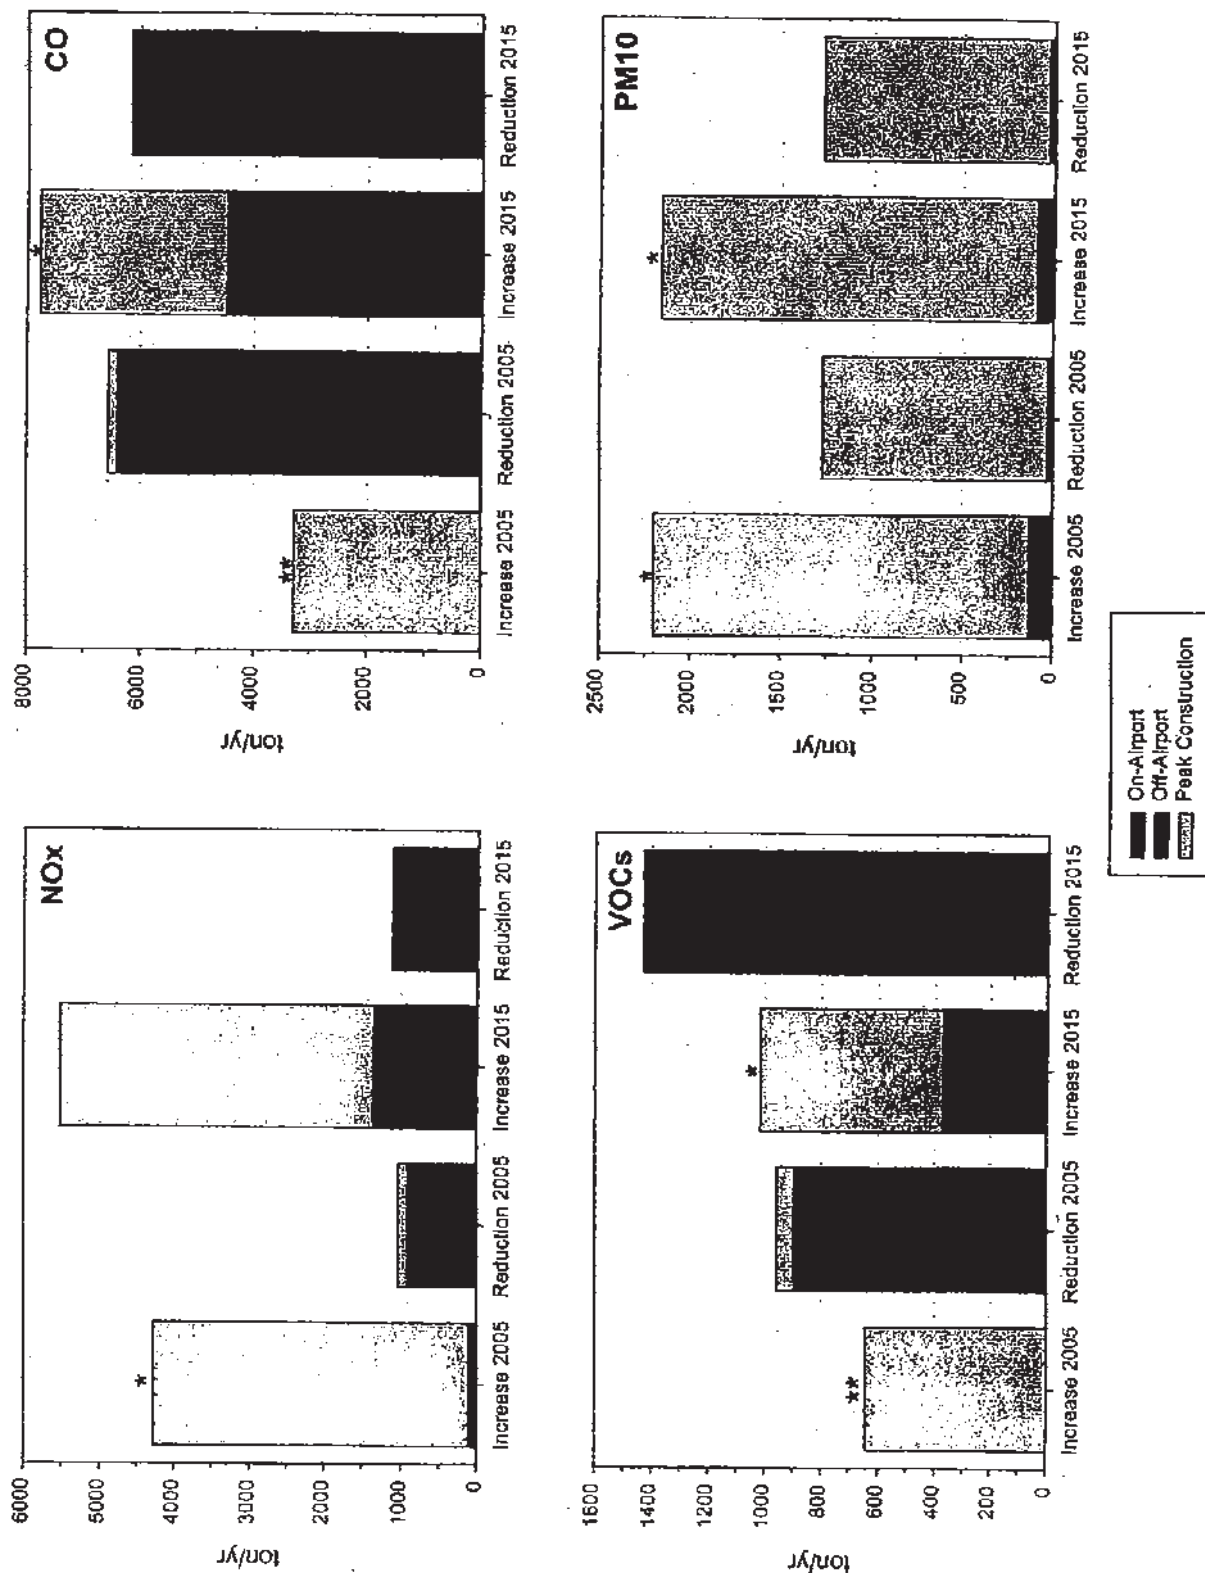 NOx
ton/yr
6000
5000
4000
3000
2000
1000
0
*
Increase 2005
Reduction 2005
Increase 2015
Reduction 2015
CO
ton/yr
8000
6000
4000
2000
0
**
*
Increase 2005
Reduction 2005
Increase 2015
Reduction 2015
VOCs
ton/yr
1600
1400
1200
1000
800
600
400
200
0
**
*
Increase 2005
Reduction 2005
Increase 2015
Reduction 2015
PM10
ton/yr
2500
2000
1500
1000
500
0
*
*
Increase 2005
Reduction 2005
Increase 2015
Reduction 2015
On-Airport
Off-Airport
Peak Construction